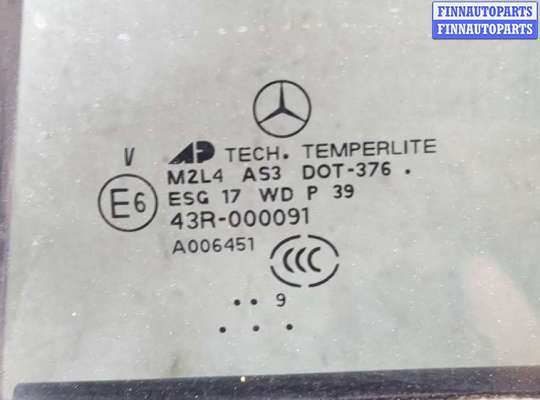 FINNAUTOPARTS
FINNAUTOPARTS
V
AP TECH. TEMPERLITE
M2L4 AS3 DOT-376 .
E6
ESG 17 WD P 39
43R-000091
A006451
CCC
.. 9
. . .